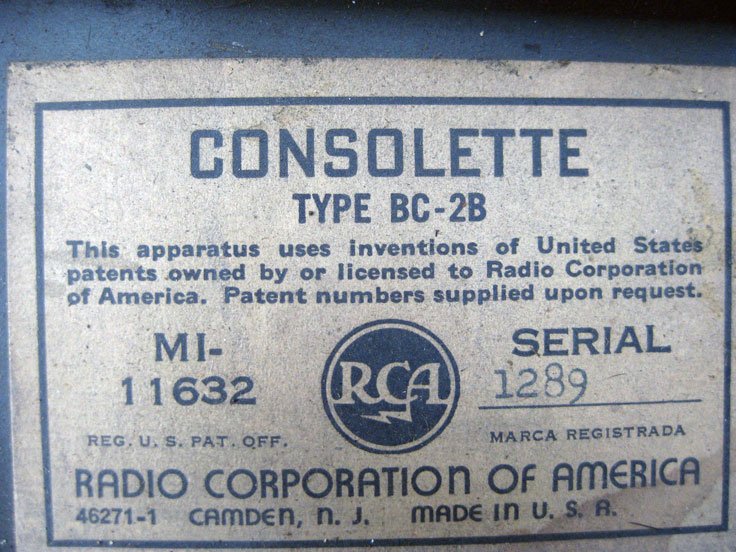 CONSOLETTE
TYPE BC-2B
This apparatus uses inventions of United States
patents owned by or licensed to Radio Corporation
of America. Patent numbers supplied upon request.
MI-
11632
RCA
SERIAL
1289
REG. U. S. PAT. OFF.
MARCA REGISTRADA
RADIO CORPORATION OF AMERICA
46271-1 CAMDEN, N. J. MADE IN U. S. A.